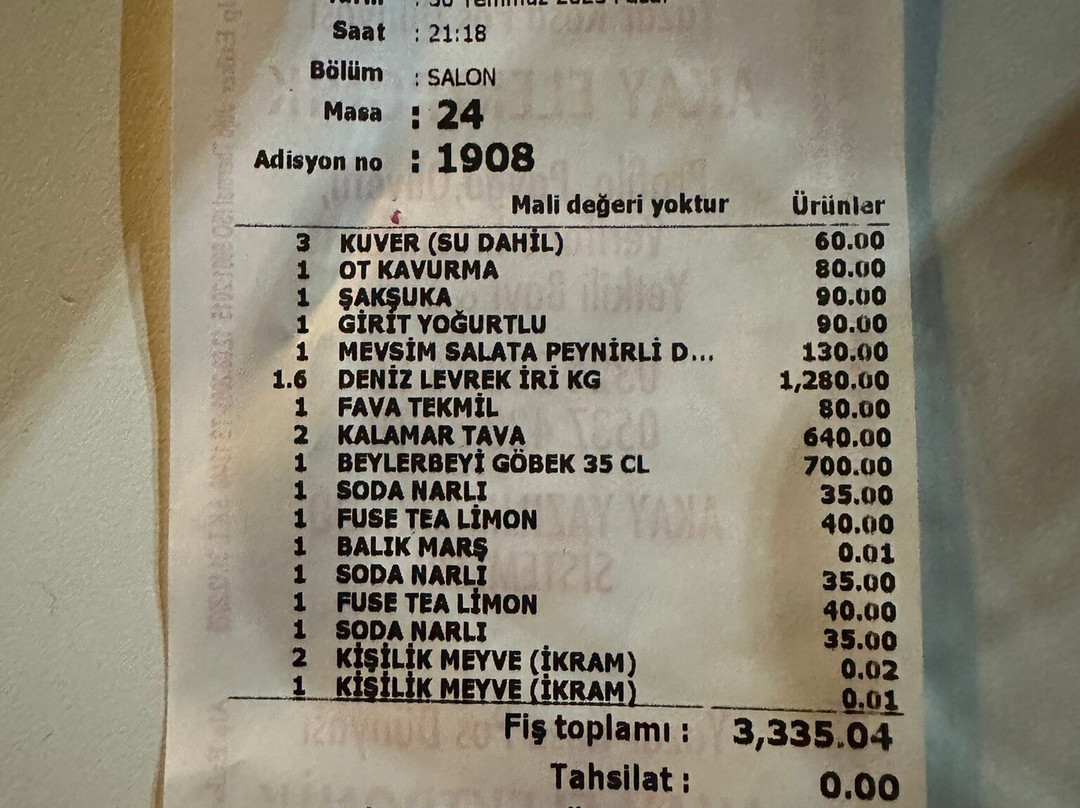 : 30 Temmuz 2023 Pazar
Saat : 21:18
Bölüm : SALON
Masa : 24
Adisyon no : 1908
Mali değeri yoktur Ürünler
3 KUVER (SU DAHİL) 60.00
1 OT KAVURMA 80.00
1 ŞAKŞUKA 90.00
1 GİRİT YOĞURTLU 90.00
1 MEVSİM SALATA PEYNİRLİ D... 130.00
1.6 DENİZ LEVREK İRİ KG 1,280.00
1 FAVA TEKMİL 80.00
2 KALAMAR TAVA 640.00
1 BEYLERBEYİ GÖBEK 35 CL 700.00
1 SODA NARLI 35.00
1 FUSE TEA LİMON 40.00
1 BALIK MARŞ 0.01
1 SODA NARLI 35.00
1 FUSE TEA LİMON 40.00
1 SODA NARLI 35.00
2 KİŞİLİK MEYVE (İKRAM) 0.02
1 KİŞİLİK MEYVE (İKRAM) 0.01
Fiş toplamı : 3,335.04
Tahsilat : 0.00